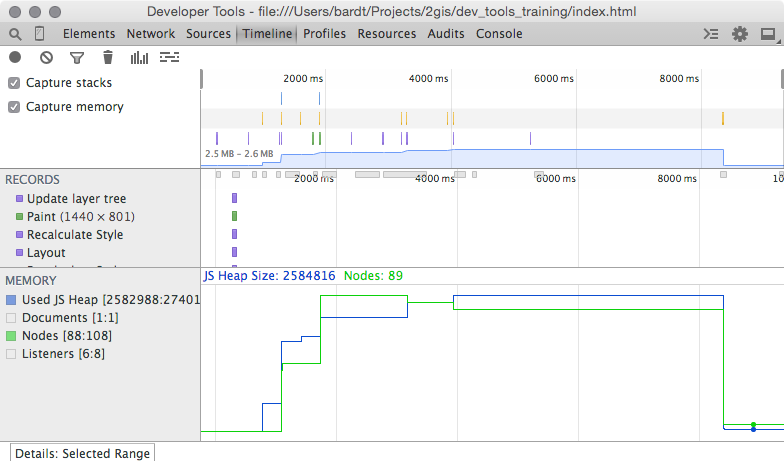 Developer Tools - file:///Users/bardt/Projects/2gis/dev_tools_training/index.html
Elements Network Sources Timeline Profiles Resources Audits Console
Capture stacks
Capture memory
2000 ms 4000 ms 6000 ms 8000 ms
2.5 MB – 2.6 MB
RECORDS
2000 ms 4000 ms 6000 ms 8000 ms 10
Update layer tree
Paint (1440 × 801)
Recalculate Style
Layout
MEMORY
JS Heap Size: 2584816 Nodes: 89
Used JS Heap [2582988:27401
Documents [1:1]
Nodes [88:108]
Listeners [6:8]
Details: Selected Range